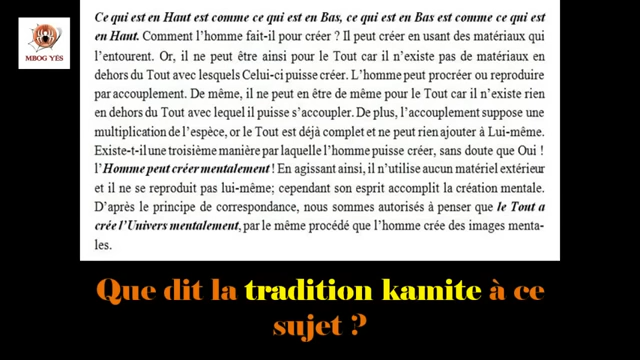 MBOG YÈS
Ce qui est en Haut est comme ce qui est en Bas, ce qui est en Bas est comme ce qui est
en Haut. Comment l'homme fait-il pour créer ? Il peut créer en usant des matériaux qui
l'entourent. Or, il ne peut être ainsi pour le Tout car il n'existe pas de matériaux en
dehors du Tout avec lesquels Celui-ci puisse créer. L'homme peut procréer ou reproduire
par accouplement. De même, il ne peut en être de même pour le Tout car il n'existe rien
en dehors du Tout avec lequel il puisse s'accoupler. De plus, l'accouplement suppose une
multiplication de l'espèce, or le Tout est déjà complet et ne peut rien ajouter à Lui-même.
Existe-t-il une troisième manière par laquelle l'homme puisse créer, sans doute que Oui !
l'Homme peut créer mentalement ! En agissant ainsi, il n'utilise aucun matériel extérieur
et il ne se reproduit pas lui-même; cependant son esprit accomplit la création mentale.
D'après le principe de correspondance, nous sommes autorisés à penser que le Tout a
crée l'Univers mentalement, par le même procédé que l'homme crée des images menta-
les.
Que dit la tradition kamite à ce
sujet ?